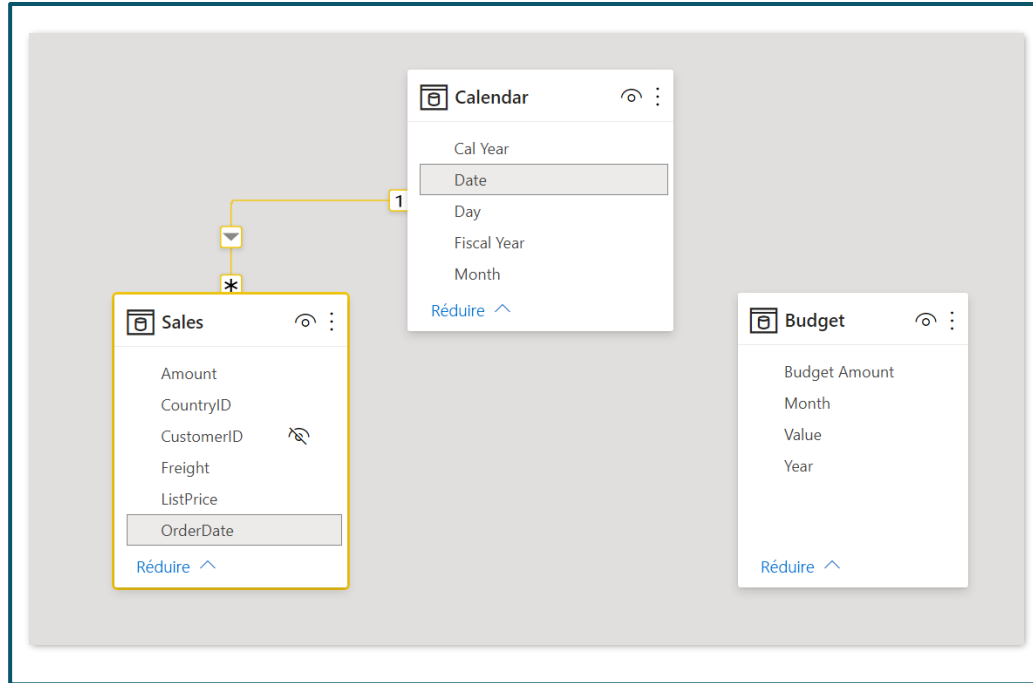 Calendar
Cal Year
Date
Day
Fiscal Year
Month
Réduire
1
*
Sales
Amount
CountryID
CustomerID
Freight
ListPrice
OrderDate
Réduire
Budget
Budget Amount
Month
Value
Year
Réduire